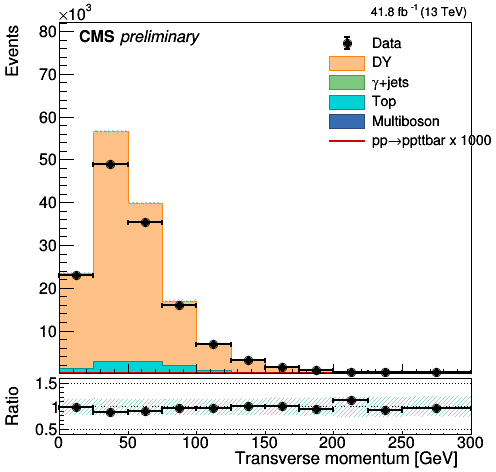 ×10³
41.8 fb⁻¹ (13 TeV)
CMS preliminary
Events
80
70
60
50
40
30
20
10
Data
DY
γ+jets
Top
Multiboson
pp→ppttbar x 1000
Ratio
1.5
1
0.5
0 50 100 150 200 250 300
Transverse momentum [GeV]